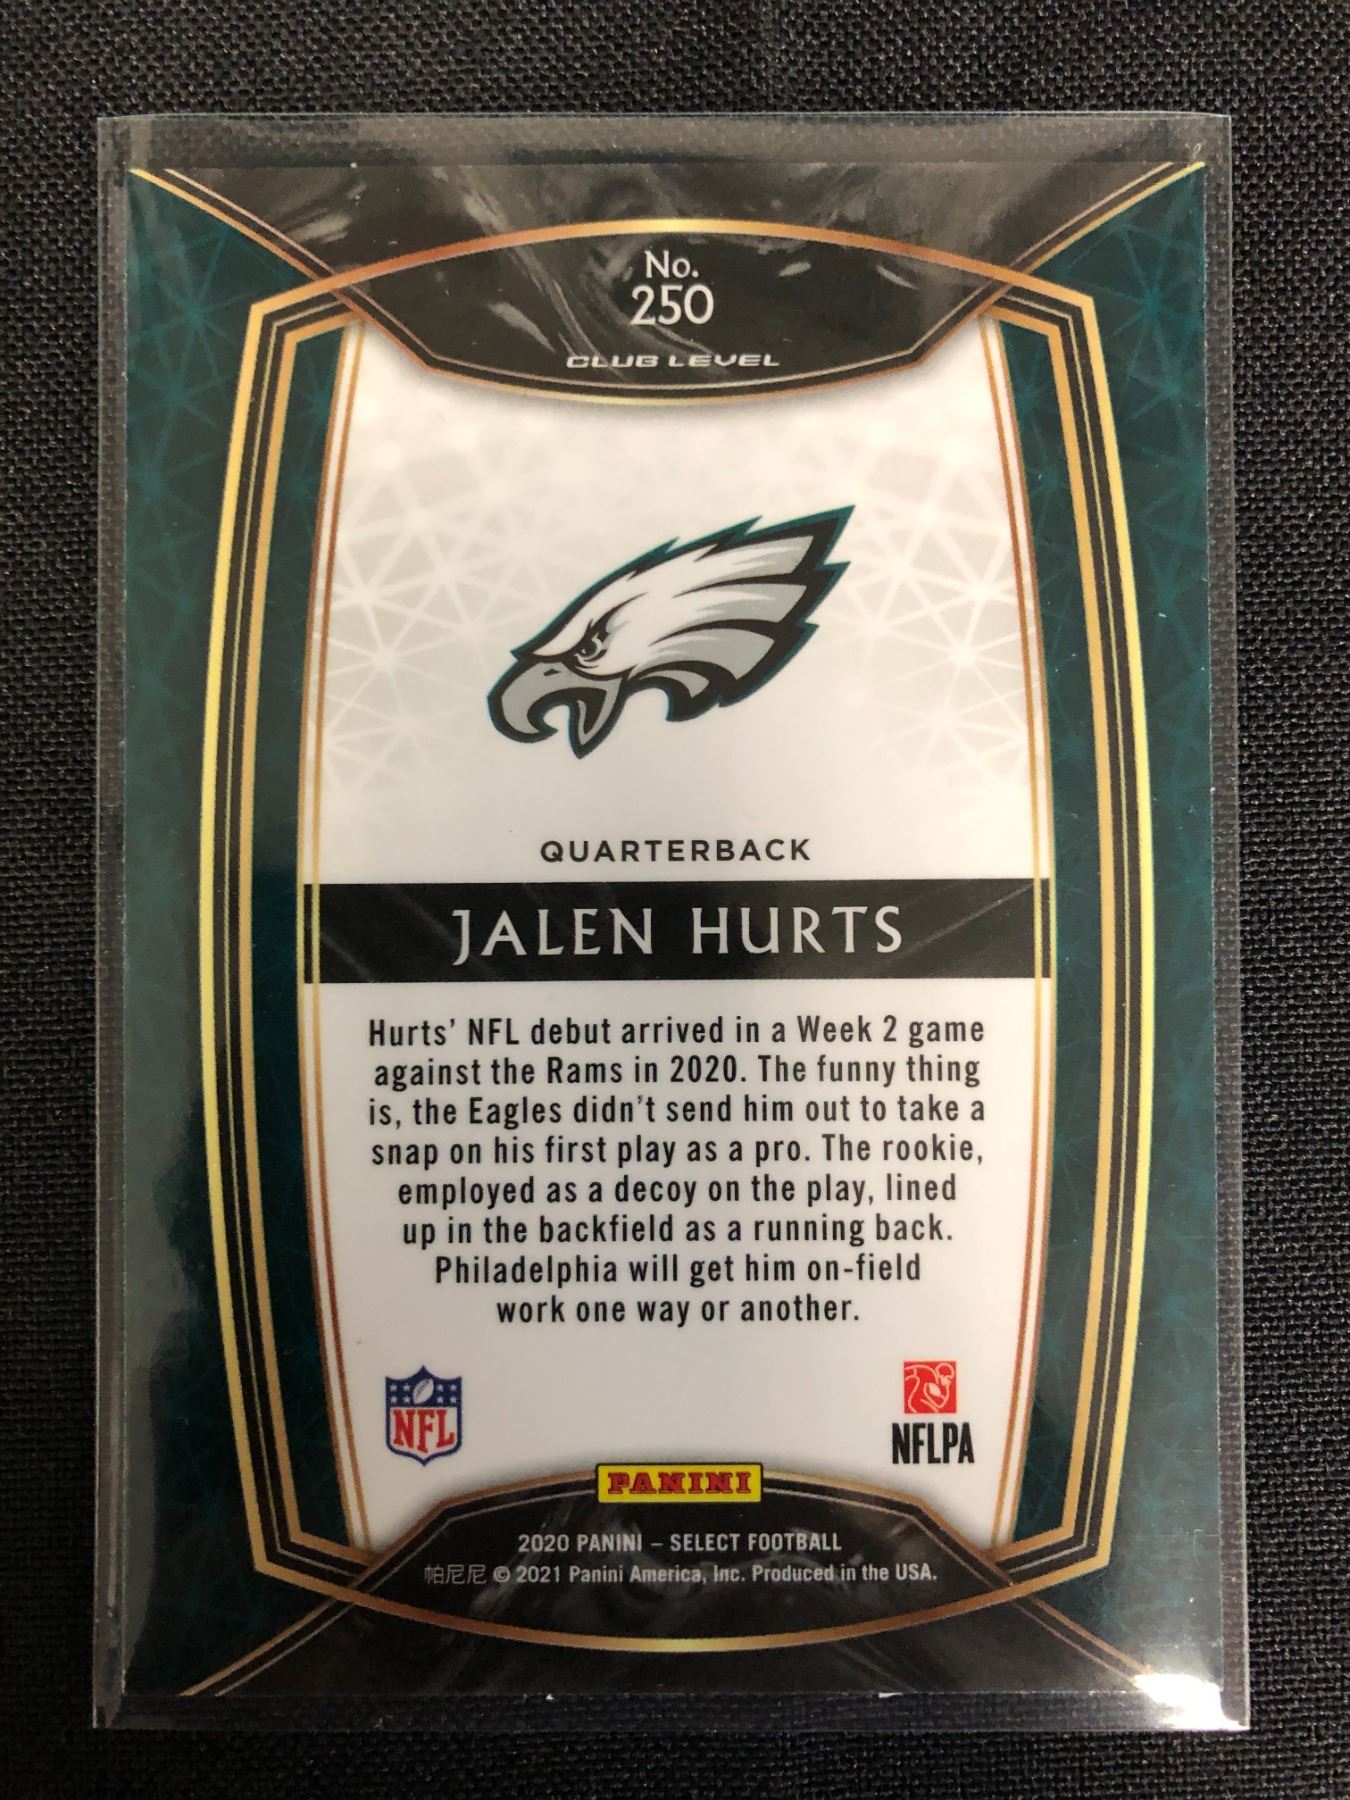 No.
250
CLUB LEVEL
QUARTERBACK
JALEN HURTS
Hurts' NFL debut arrived in a Week 2 game
against the Rams in 2020. The funny thing
is, the Eagles didn't send him out to take a
snap on his first play as a pro. The rookie,
employed as a decoy on the play, lined
up in the backfield as a running back.
Philadelphia will get him on-field
work one way or another.
NFL
NFLPA
PANINI
2020 PANINI – SELECT FOOTBALL
帕尼尼 © 2021 Panini America, Inc. Produced in the USA.